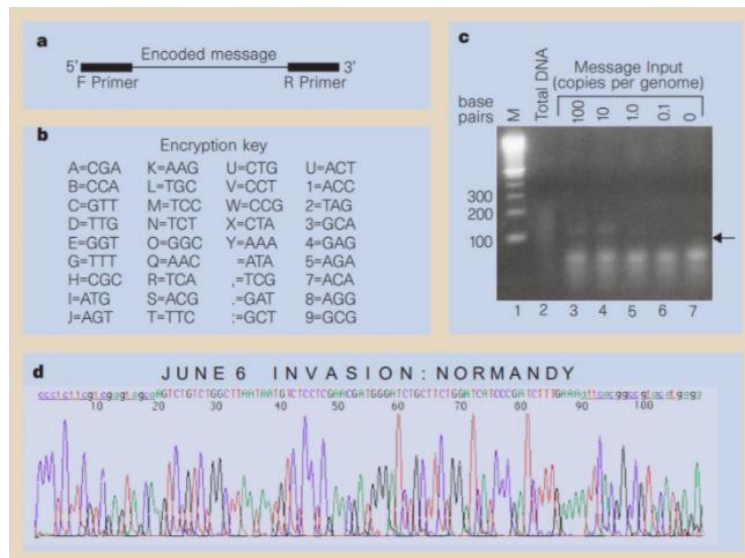 a
Encoded message
5' 3'
F Primer R Primer
b
Encryption key
A=CGA K=AAG U=CTG U=ACT
B=CCA L=TGC V=CCT 1=ACC
C=GTT M=TCC W=CCG 2=TAG
D=TTG N=TCT X=CTA 3=GCA
E=GGT O=GGC Y=AAA 4=GAG
G=TTT Q=AAC =ATA 5=AGA
H=CGC R=TCA ,=TCG 7=ACA
I=ATG S=ACG .=GAT 8=AGG
J=AGT T=TTC :=GCT 9=GCG
c
Message Input
(copies per genome)
base
pairs
M Total DNA 100 10 1.0 0.1 0
300
200
100
1 2 3 4 5 6 7
d
JUNE 6 INVASION: NORMANDY
ccctcttcgtcgagtagcaAGTCTGTCTGGCTTAATAATGTCTCCTCGAACGATGGGATCTGCTTCTGGATCATCCCGATCTTTGAAAattcacggccgtacatgagg
10 20 30 40 50 60 70 80 90 100